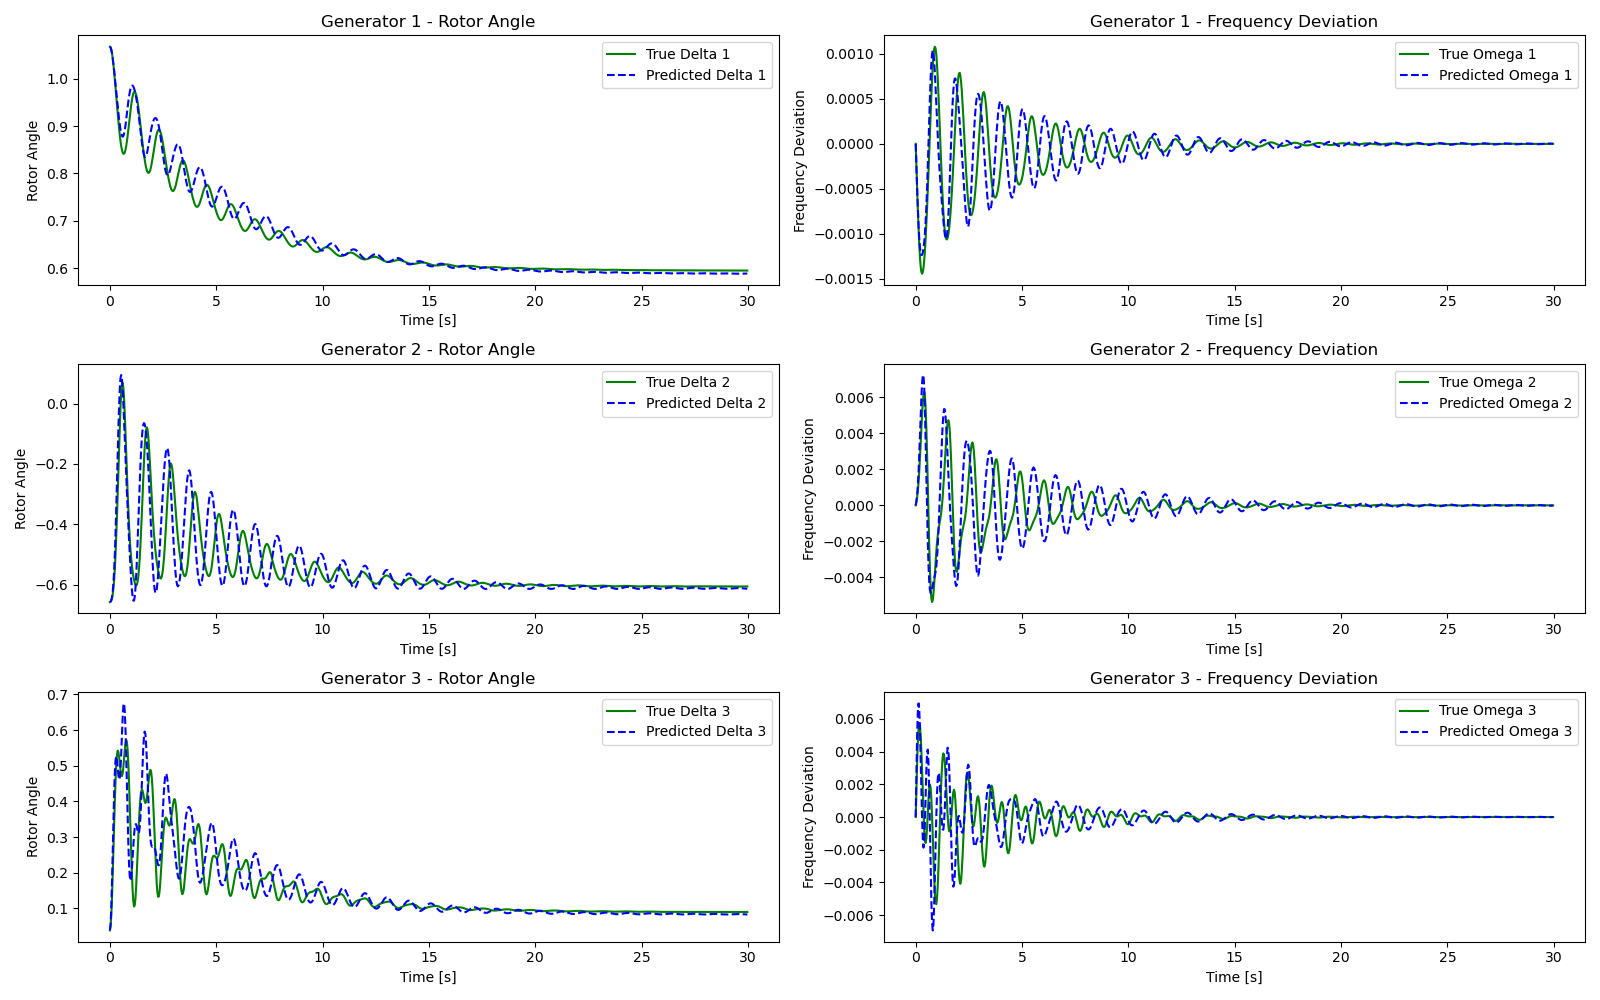 Generator 1 - Rotor Angle
True Delta 1
Predicted Delta 1
Rotor Angle
1.0
0.9
0.8
0.7
0.6
0 5 10 15 20 25 30
Time [s]
Generator 1 - Frequency Deviation
True Omega 1
Predicted Omega 1
Frequency Deviation
0.0010
0.0005
0.0000
−0.0005
−0.0010
−0.0015
0 5 10 15 20 25 30
Time [s]
Generator 2 - Rotor Angle
True Delta 2
Predicted Delta 2
Rotor Angle
0.0
−0.2
−0.4
−0.6
0 5 10 15 20 25 30
Time [s]
Generator 2 - Frequency Deviation
True Omega 2
Predicted Omega 2
Frequency Deviation
0.006
0.004
0.002
0.000
−0.002
−0.004
0 5 10 15 20 25 30
Time [s]
Generator 3 - Rotor Angle
True Delta 3
Predicted Delta 3
Rotor Angle
0.7
0.6
0.5
0.4
0.3
0.2
0.1
0 5 10 15 20 25 30
Time [s]
Generator 3 - Frequency Deviation
True Omega 3
Predicted Omega 3
Frequency Deviation
0.006
0.004
0.002
0.000
−0.002
−0.004
−0.006
0 5 10 15 20 25 30
Time [s]